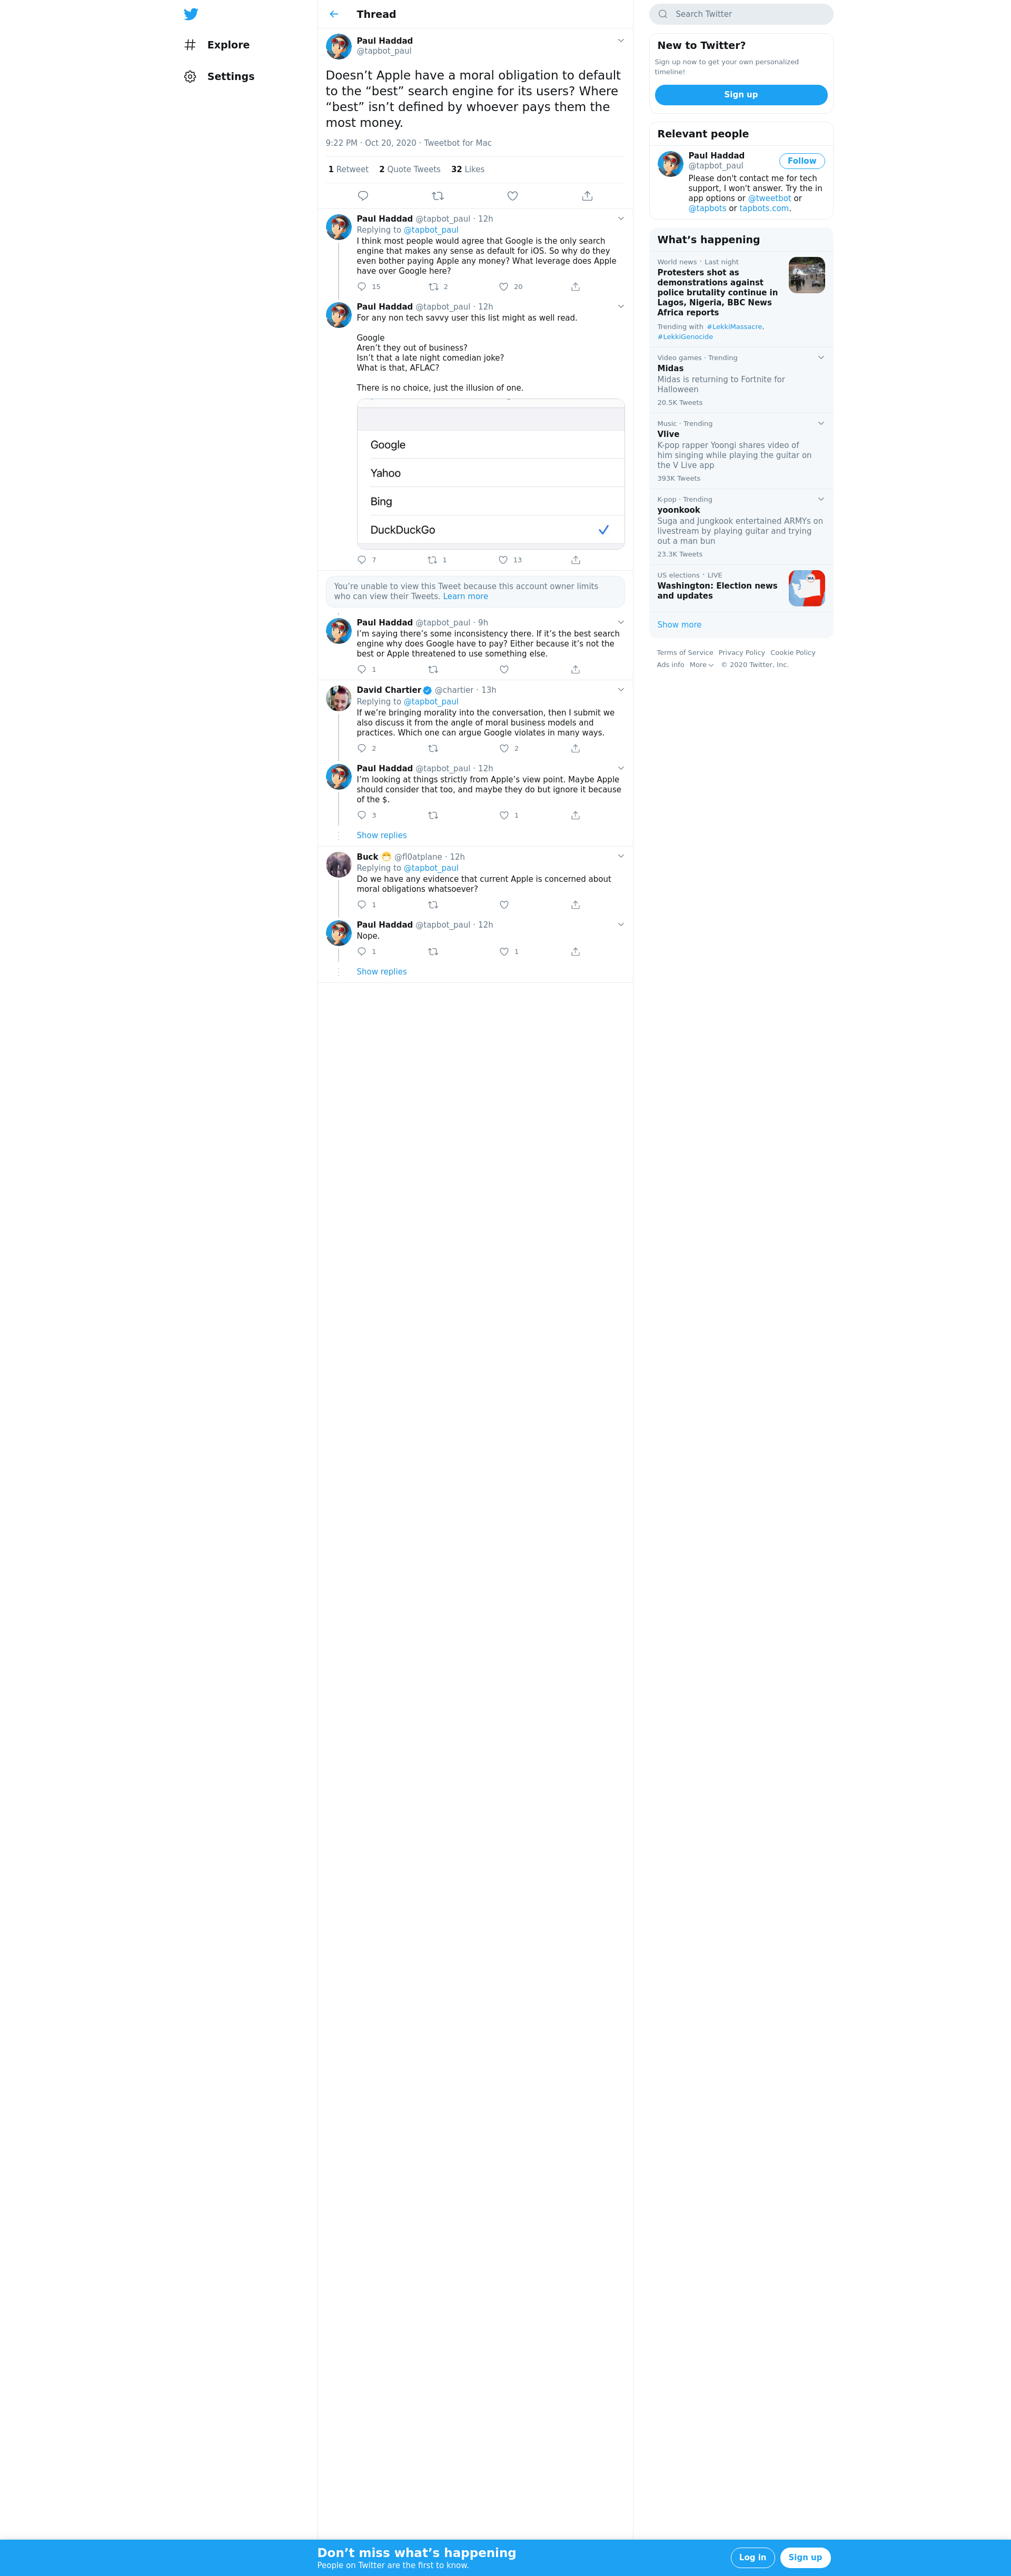 Explore
Settings
Thread
Paul Haddad
@tapbot_paul
Doesn’t Apple have a moral obligation to default
to the “best” search engine for its users? Where
“best” isn’t defined by whoever pays them the
most money.
9:22 PM · Oct 20, 2020 · Tweetbot for Mac
1 Retweet 2 Quote Tweets 32 Likes
Paul Haddad @tapbot_paul · 12h
Replying to @tapbot_paul
I think most people would agree that Google is the only search
engine that makes any sense as default for iOS. So why do they
even bother paying Apple any money? What leverage does Apple
have over Google here?
15 2 20
Paul Haddad @tapbot_paul · 12h
For any non tech savvy user this list might as well read.
Google
Aren’t they out of business?
Isn’t that a late night comedian joke?
What is that, AFLAC?
There is no choice, just the illusion of one.
Google
Yahoo
Bing
DuckDuckGo
7 1 13
You’re unable to view this Tweet because this account owner limits
who can view their Tweets. Learn more
Paul Haddad @tapbot_paul · 9h
I’m saying there’s some inconsistency there. If it’s the best search
engine why does Google have to pay? Either because it’s not the
best or Apple threatened to use something else.
1
David Chartier @chartier · 13h
Replying to @tapbot_paul
If we’re bringing morality into the conversation, then I submit we
also discuss it from the angle of moral business models and
practices. Which one can argue Google violates in many ways.
2 2
Paul Haddad @tapbot_paul · 12h
I’m looking at things strictly from Apple’s view point. Maybe Apple
should consider that too, and maybe they do but ignore it because
of the $.
3 1
Show replies
Buck @fl0atplane · 12h
Replying to @tapbot_paul
Do we have any evidence that current Apple is concerned about
moral obligations whatsoever?
1
Paul Haddad @tapbot_paul · 12h
Nope.
1 1
Show replies
Search Twitter
New to Twitter?
Sign up now to get your own personalized
timeline!
Sign up
Relevant people
Paul Haddad
@tapbot_paul
Follow
Please don't contact me for tech
support, I won't answer. Try the in
app options or @tweetbot or
@tapbots or tapbots.com.
What’s happening
World news · Last night
Protesters shot as
demonstrations against
police brutality continue in
Lagos, Nigeria, BBC News
Africa reports
Trending with #LekkiMassacre,
#LekkiGenocide
Video games · Trending
Midas
Midas is returning to Fortnite for
Halloween
20.5K Tweets
Music · Trending
Vlive
K-pop rapper Yoongi shares video of
him singing while playing the guitar on
the V Live app
393K Tweets
K-pop · Trending
yoonkook
Suga and Jungkook entertained ARMYs on
livestream by playing guitar and trying
out a man bun
23.3K Tweets
US elections · LIVE
Washington: Election news
and updates
WA
Show more
Terms of Service Privacy Policy Cookie Policy
Ads info More © 2020 Twitter, Inc.
Don’t miss what’s happening
People on Twitter are the first to know.
Log in
Sign up